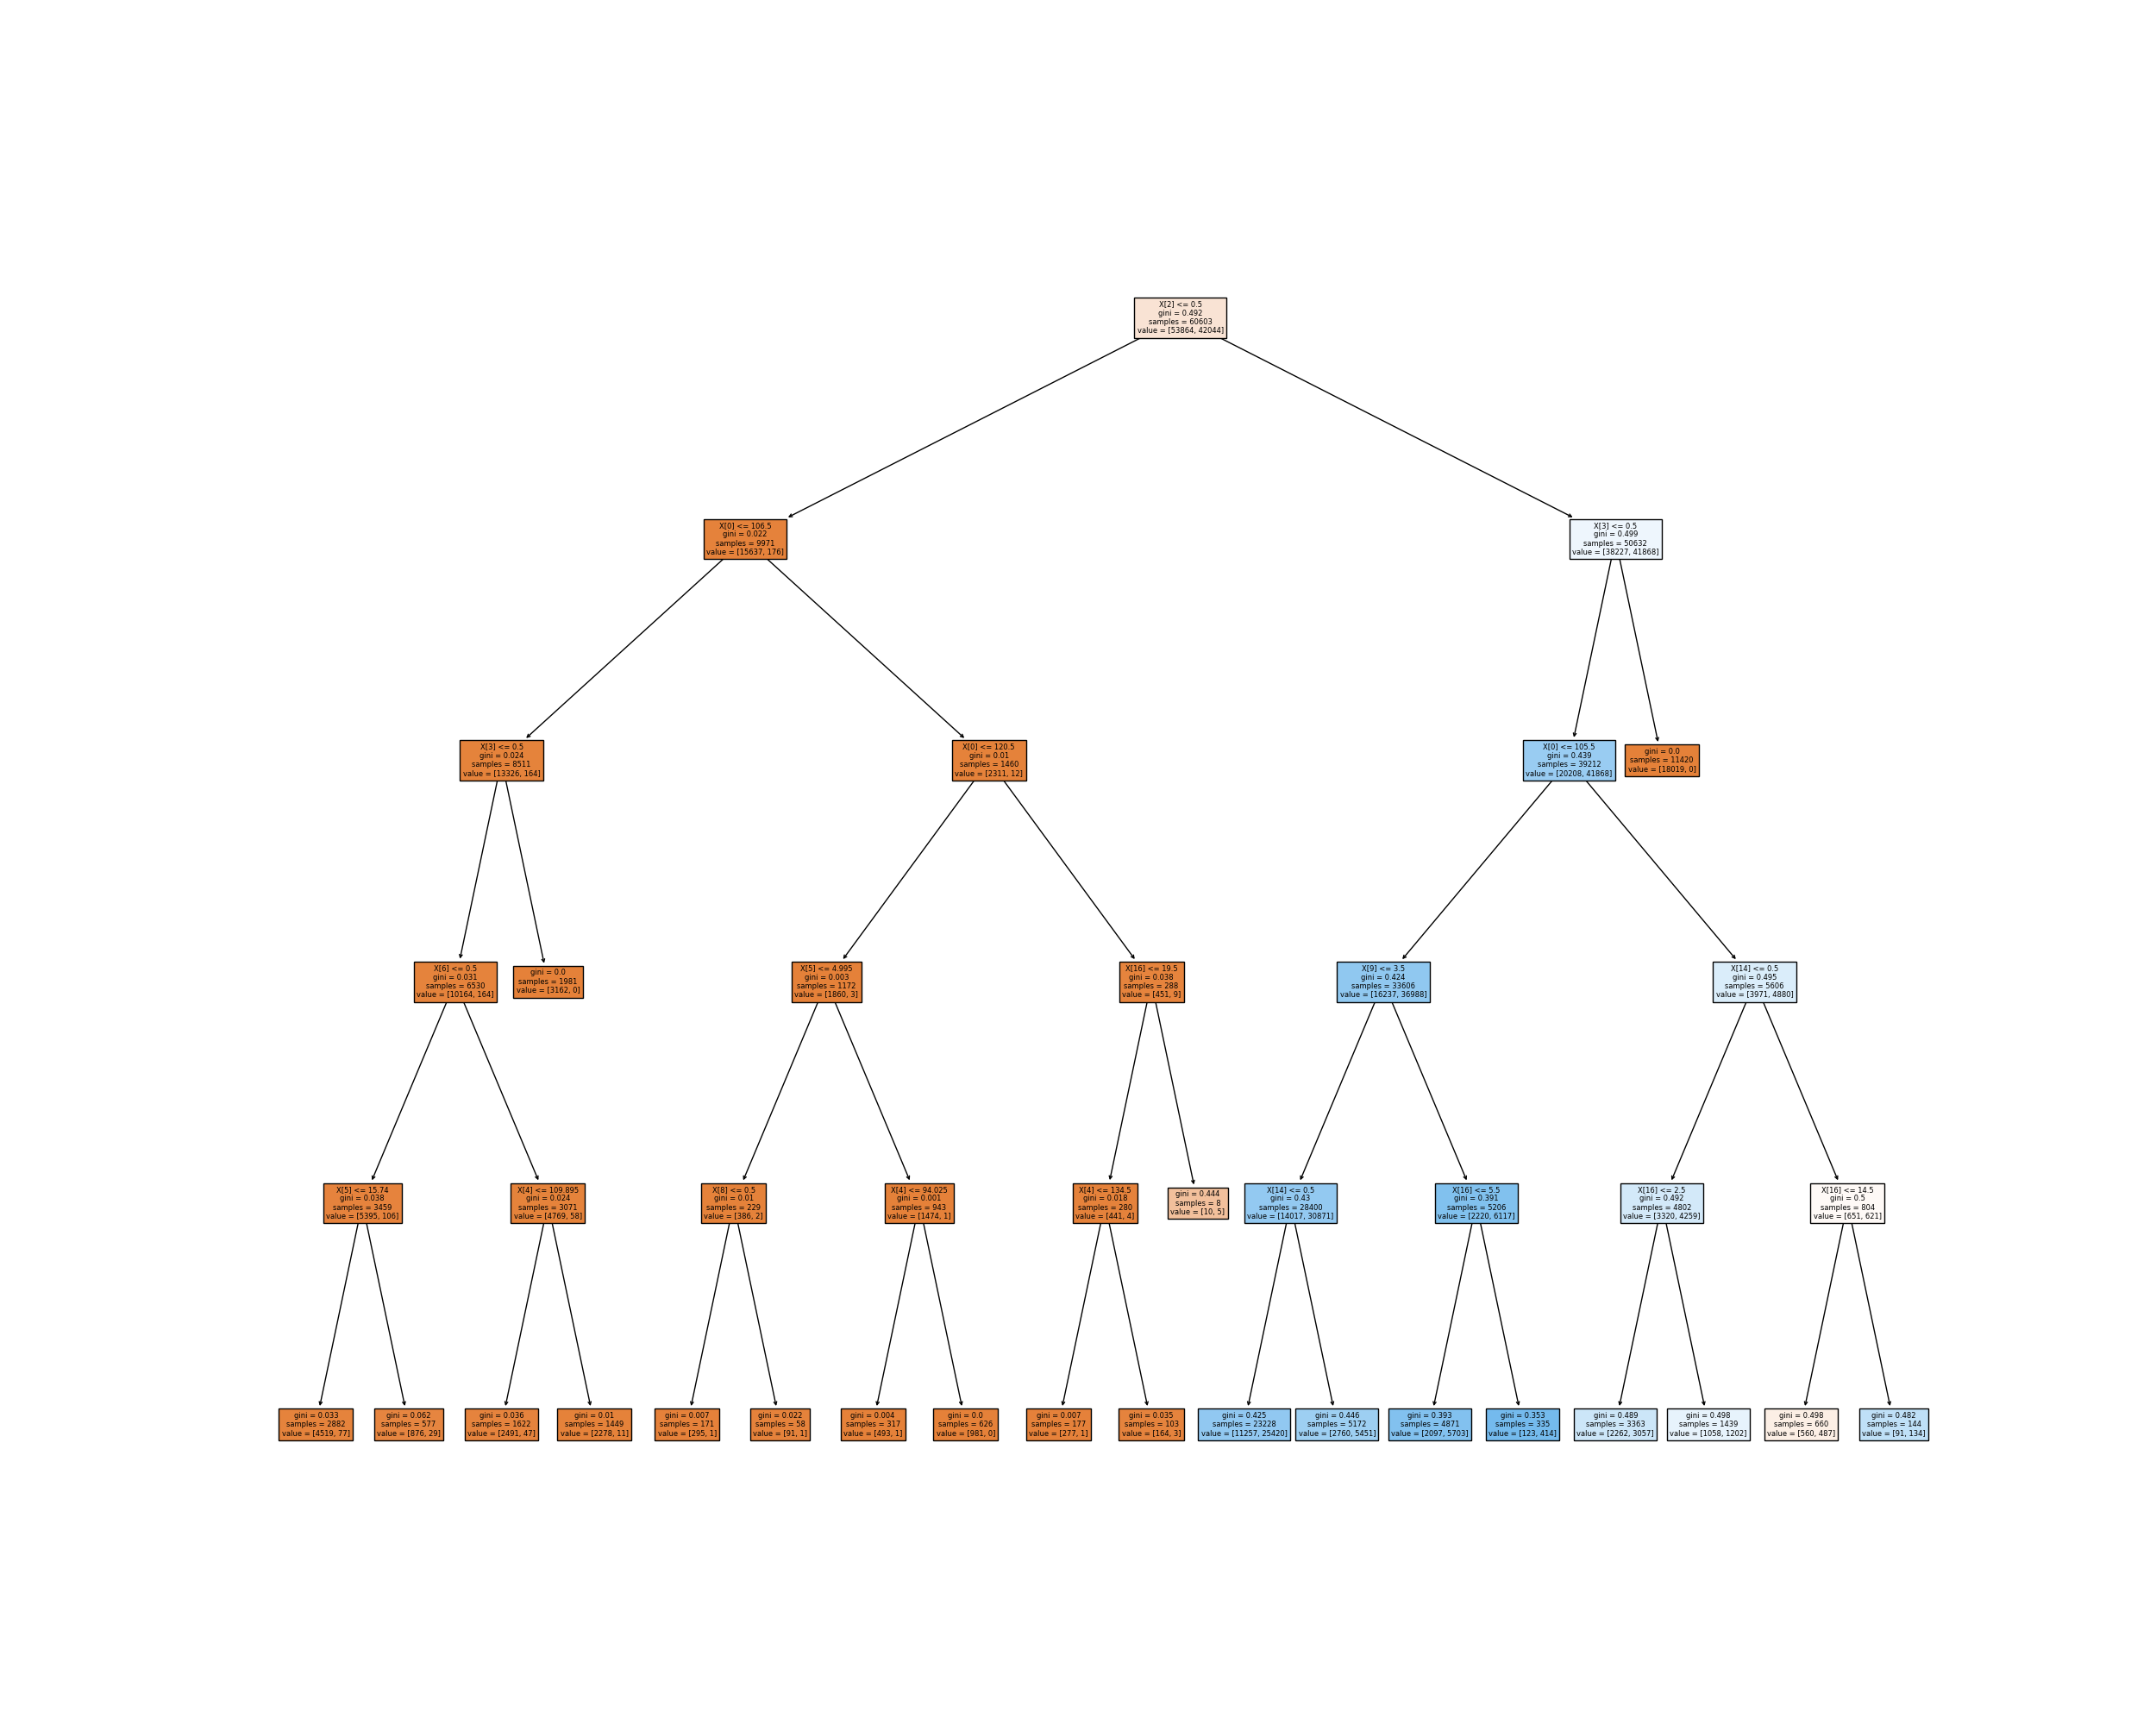 X[2] <= 0.5
gini = 0.492
samples = 60603
value = [53864, 42044]
X[0] <= 106.5
gini = 0.022
samples = 9971
value = [15637, 176]
X[3] <= 0.5
gini = 0.499
samples = 50632
value = [38227, 41868]
X[3] <= 0.5
gini = 0.024
samples = 8511
value = [13326, 164]
X[0] <= 120.5
gini = 0.01
samples = 1460
value = [2311, 12]
X[0] <= 105.5
gini = 0.439
samples = 39212
value = [20208, 41868]
gini = 0.0
samples = 11420
value = [18019, 0]
X[6] <= 0.5
gini = 0.031
samples = 6530
value = [10164, 164]
gini = 0.0
samples = 1981
value = [3162, 0]
X[5] <= 4.995
gini = 0.003
samples = 1172
value = [1860, 3]
X[16] <= 19.5
gini = 0.038
samples = 288
value = [451, 9]
X[9] <= 3.5
gini = 0.424
samples = 33606
value = [16237, 36988]
X[14] <= 0.5
gini = 0.495
samples = 5606
value = [3971, 4880]
X[5] <= 15.74
gini = 0.038
samples = 3459
value = [5395, 106]
X[4] <= 109.895
gini = 0.024
samples = 3071
value = [4769, 58]
X[8] <= 0.5
gini = 0.01
samples = 229
value = [386, 2]
X[4] <= 94.025
gini = 0.001
samples = 943
value = [1474, 1]
X[4] <= 134.5
gini = 0.018
samples = 280
value = [441, 4]
gini = 0.444
samples = 8
value = [10, 5]
X[14] <= 0.5
gini = 0.43
samples = 28400
value = [14017, 30871]
X[16] <= 5.5
gini = 0.391
samples = 5206
value = [2220, 6117]
X[16] <= 2.5
gini = 0.492
samples = 4802
value = [3320, 4259]
X[16] <= 14.5
gini = 0.5
samples = 804
value = [651, 621]
gini = 0.033
samples = 2882
value = [4519, 77]
gini = 0.062
samples = 577
value = [876, 29]
gini = 0.036
samples = 1622
value = [2491, 47]
gini = 0.01
samples = 1449
value = [2278, 11]
gini = 0.007
samples = 171
value = [295, 1]
gini = 0.022
samples = 58
value = [91, 1]
gini = 0.004
samples = 317
value = [493, 1]
gini = 0.0
samples = 626
value = [981, 0]
gini = 0.007
samples = 177
value = [277, 1]
gini = 0.035
samples = 103
value = [164, 3]
gini = 0.425
samples = 23228
value = [11257, 25420]
gini = 0.446
samples = 5172
value = [2760, 5451]
gini = 0.393
samples = 4871
value = [2097, 5703]
gini = 0.353
samples = 335
value = [123, 414]
gini = 0.489
samples = 3363
value = [2262, 3057]
gini = 0.498
samples = 1439
value = [1058, 1202]
gini = 0.498
samples = 660
value = [560, 487]
gini = 0.482
samples = 144
value = [91, 134]